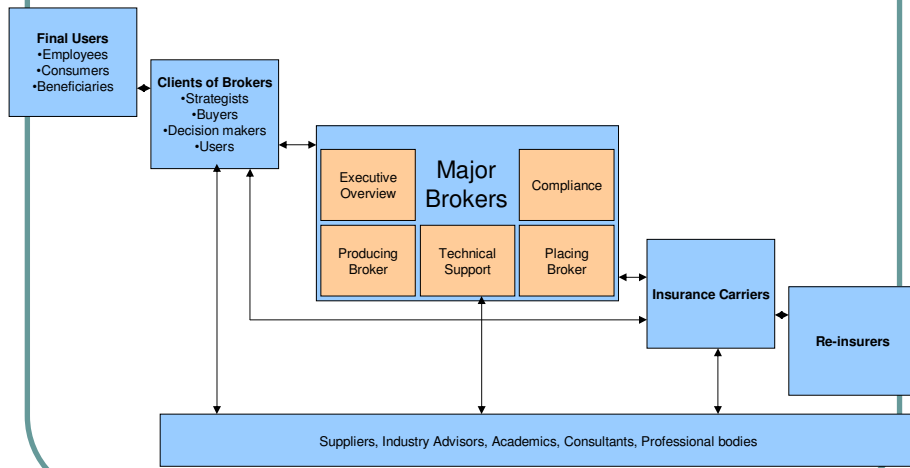 Final Users
•Employees
•Consumers
•Beneficiaries
Clients of Brokers
•Strategists
•Buyers
•Decision makers
•Users
Major
Brokers
Executive
Overview
Compliance
Producing
Broker
Technical
Support
Placing
Broker
Insurance Carriers
Re-insurers
Suppliers, Industry Advisors, Academics, Consultants, Professional bodies